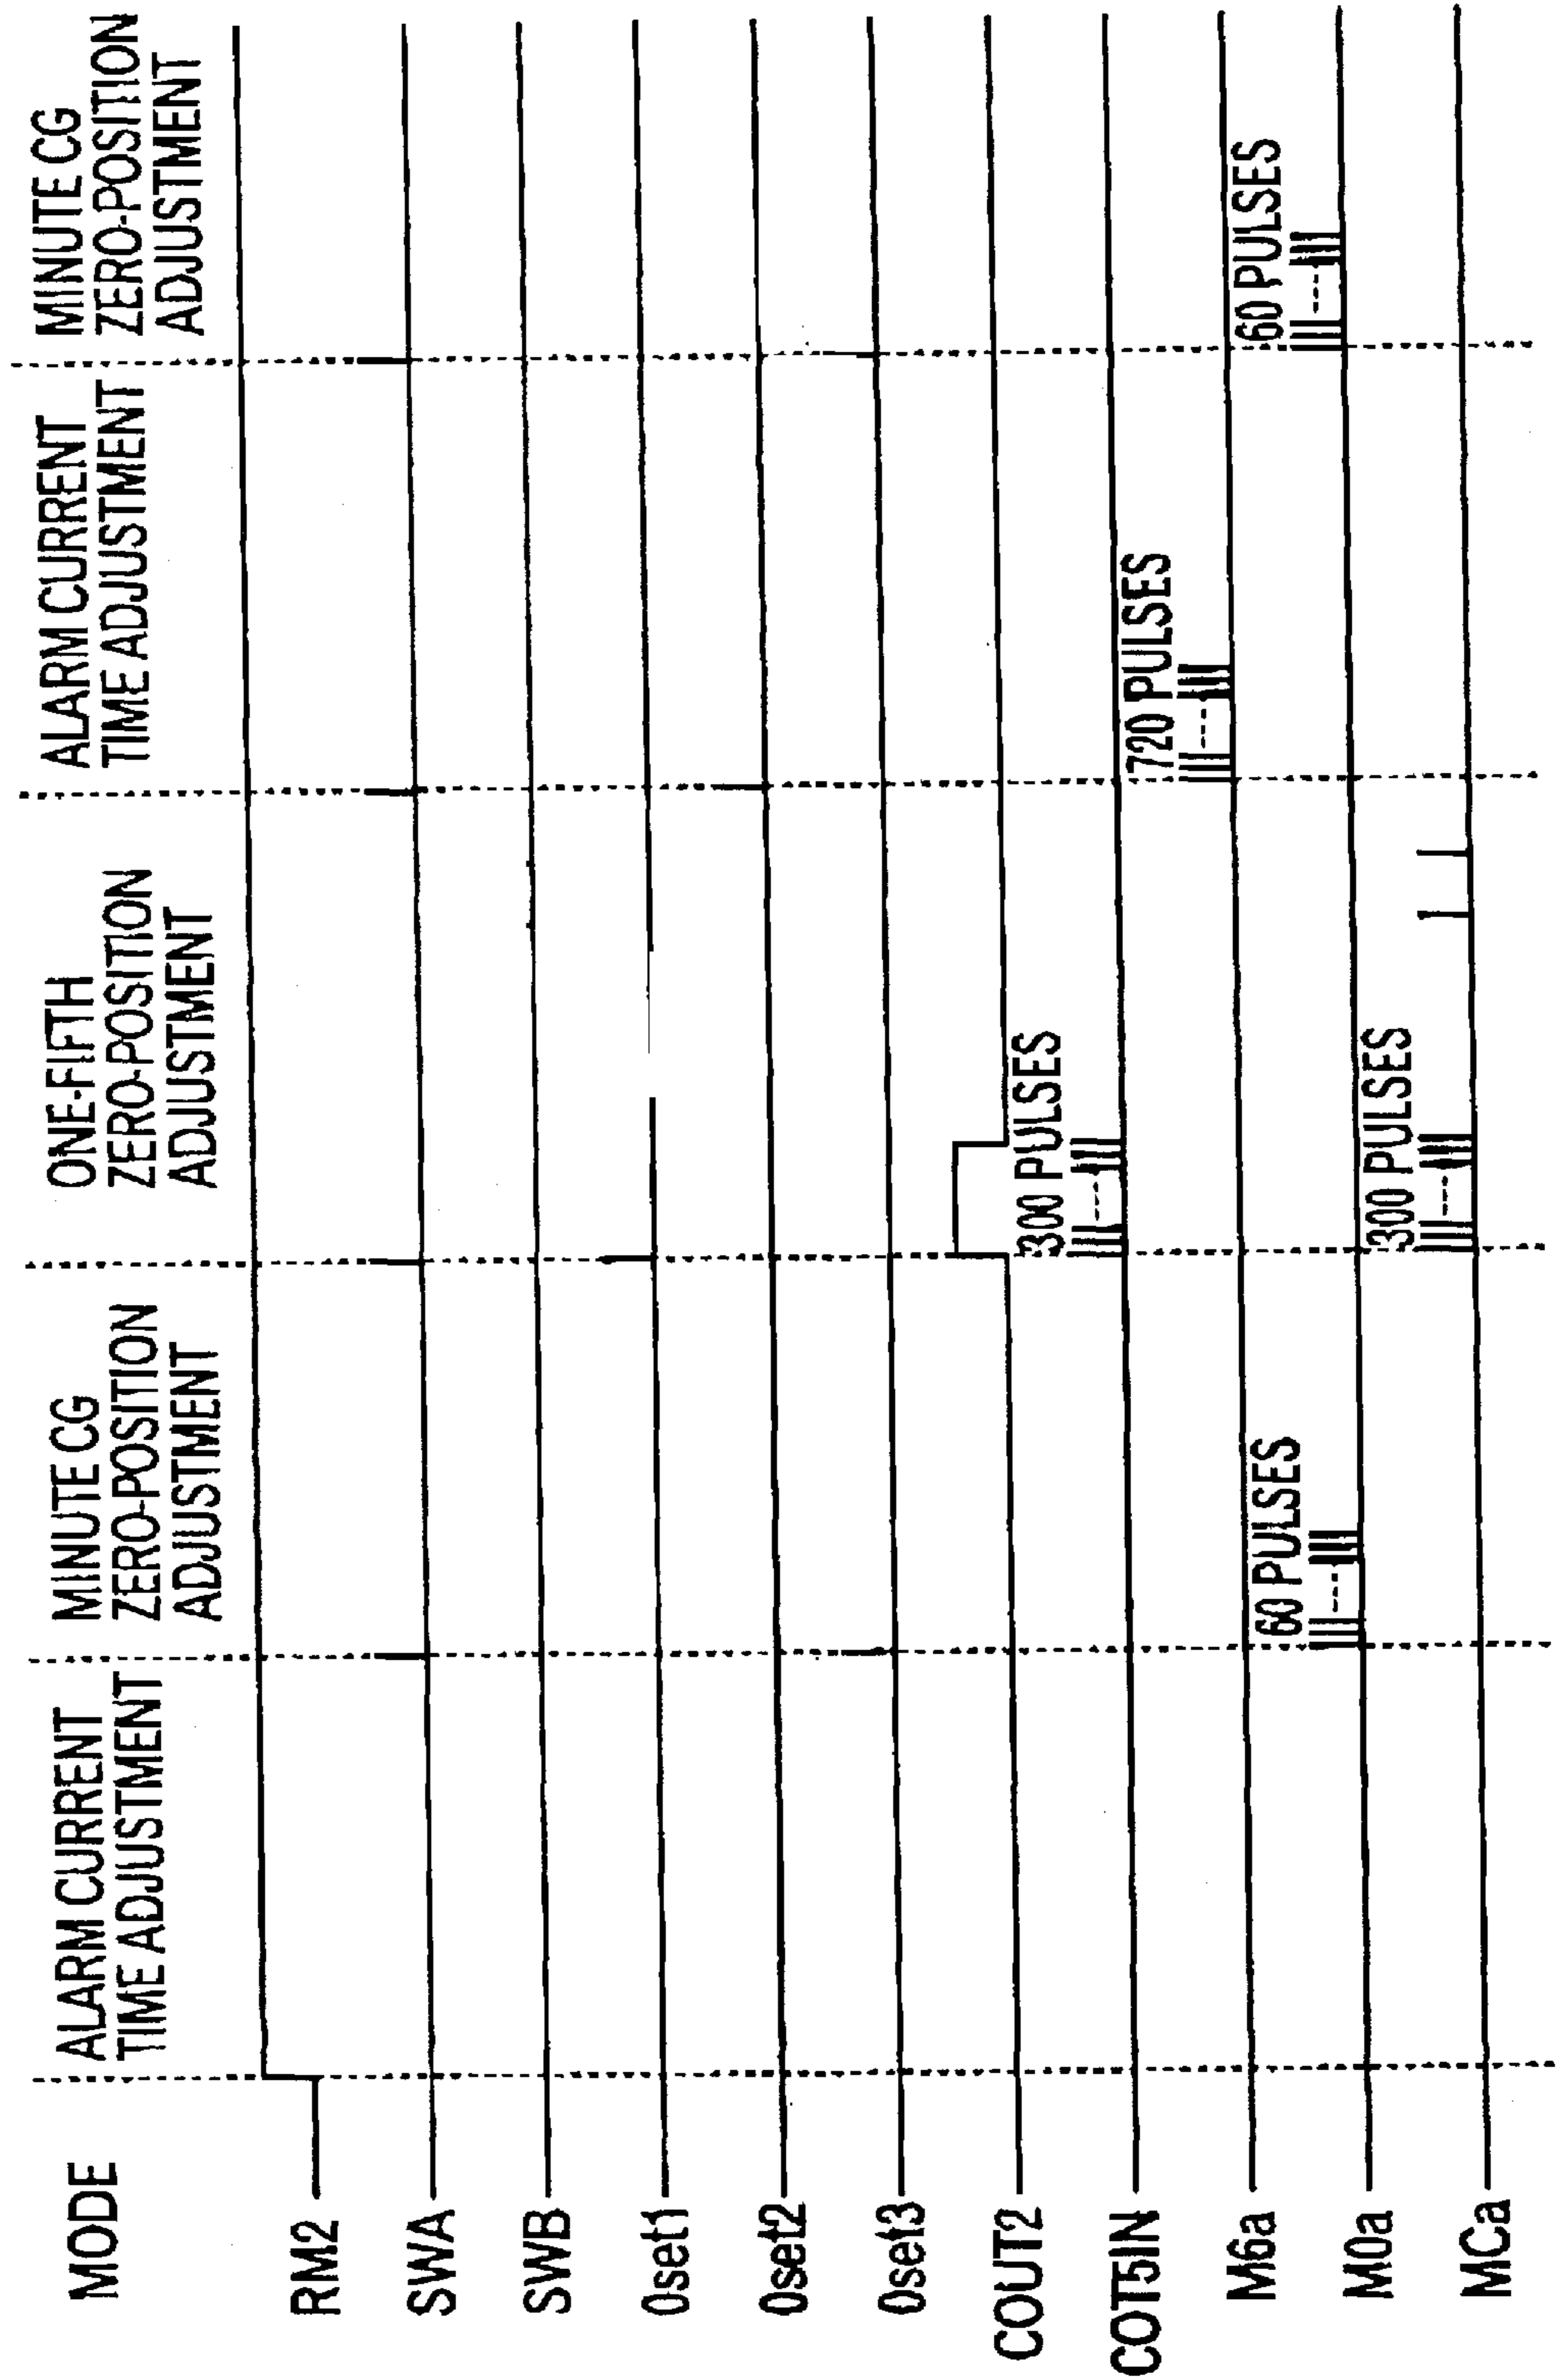 MODE
ALARM CURRENT
TIME ADJUSTMENT
MINUTE CG
ZERO-POSITION
ADJUSTMENT
ONE-FIFTH
ZERO-POSITION
ADJUSTMENT
ALARM CURRENT
TIME ADJUSTMENT
MINUTE CG
ZERO-POSITION
ADJUSTMENT
RM2
SWA
SWB
0set1
0set2
0set3
COUT2
COT5IN
300 PULSES
M6a
720 PULSES
M0a
60 PULSES
60 PULSES
MCa
300 PULSES